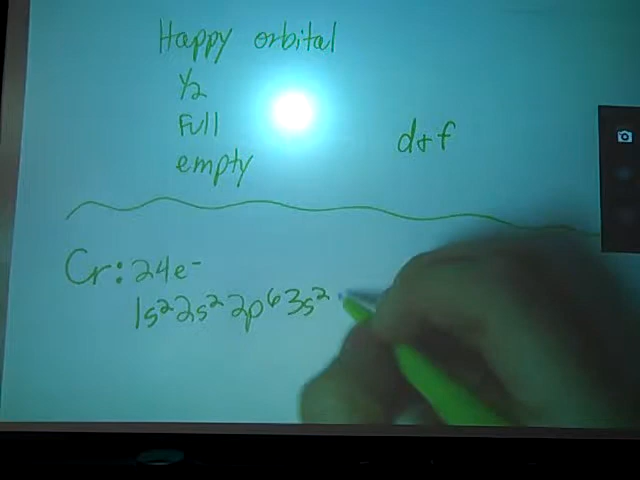 Happy orbital
1/2
Full
empty
d+f
Cr: 24e⁻
1s²2s²2p⁶3s²